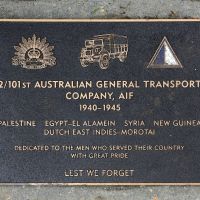 2/101ST AUSTRALIAN GENERAL TRANSPORT
COMPANY, AIF
1940-1945
PALESTINE EGYPT-EL ALAMEIN SYRIA NEW GUINEA
DUTCH EAST INDIES-MOROTAI
DEDICATED TO THE MEN WHO SERVED THEIR COUNTRY
WITH GREAT PRIDE
LEST WE FORGET